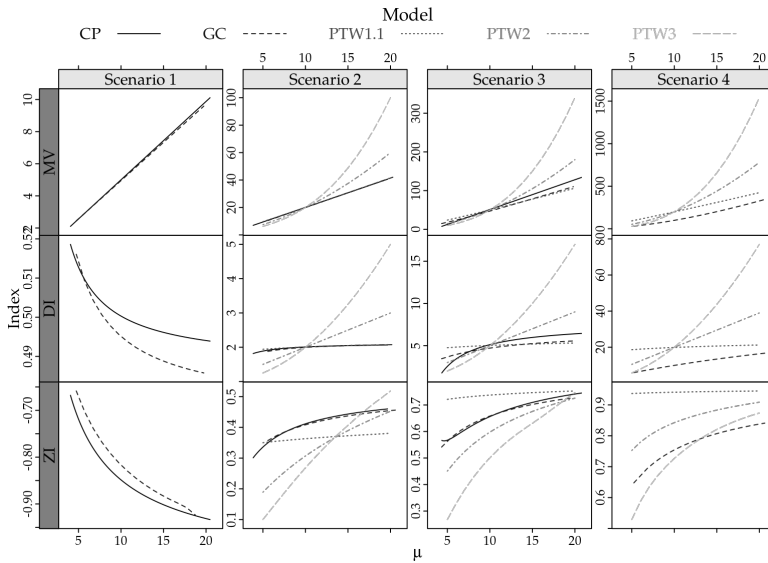 Model
CP GC PTW1.1 PTW2 PTW3
5 10 15 20 5 10 15 20
Scenario 1 Scenario 2 Scenario 3 Scenario 4
Index
MV
2 4 6 8 10
20 40 60 80 100
0 100 200 300
0 500 1000 1500
DI
0.49 0.50 0.51 0.52
1 2 3 4 5
5 10 15
20 40 60 80
ZI
-0.90 -0.80 -0.70
0.1 0.2 0.3 0.4 0.5
0.3 0.4 0.5 0.6 0.7
0.6 0.7 0.8 0.9
5 10 15 20 5 10 15 20
μ